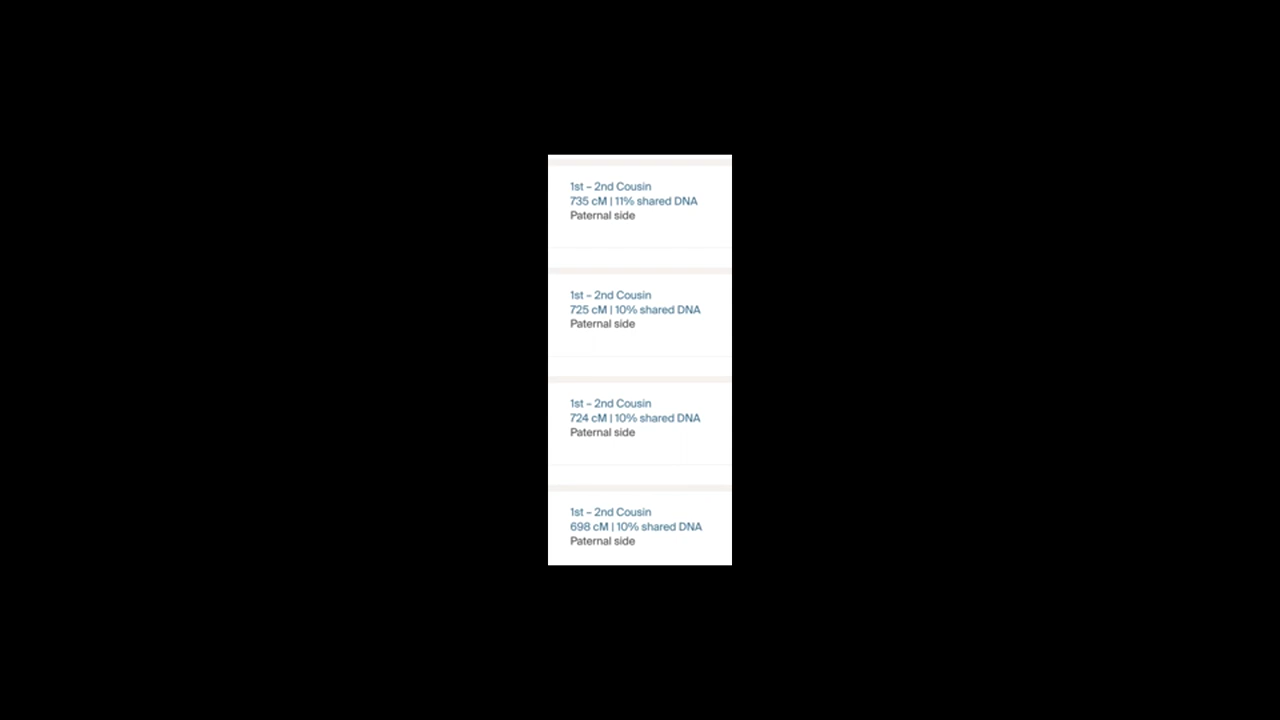 1st – 2nd Cousin
735 cM | 11% shared DNA
Paternal side
1st – 2nd Cousin
725 cM | 10% shared DNA
Paternal side
1st – 2nd Cousin
724 cM | 10% shared DNA
Paternal side
1st – 2nd Cousin
698 cM | 10% shared DNA
Paternal side